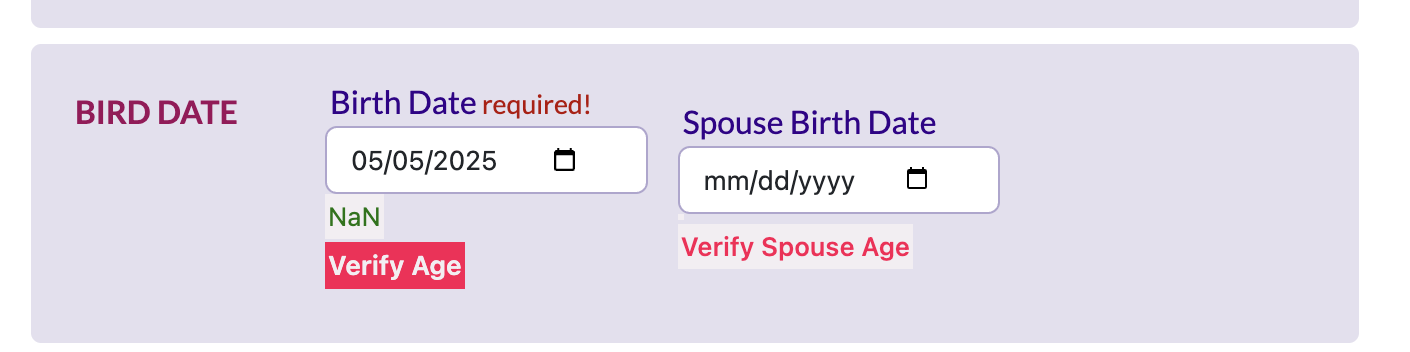 BIRD DATE
Birth Date required!
05/05/2025
NaN
Verify Age
Spouse Birth Date
mm/dd/yyyy
Verify Spouse Age